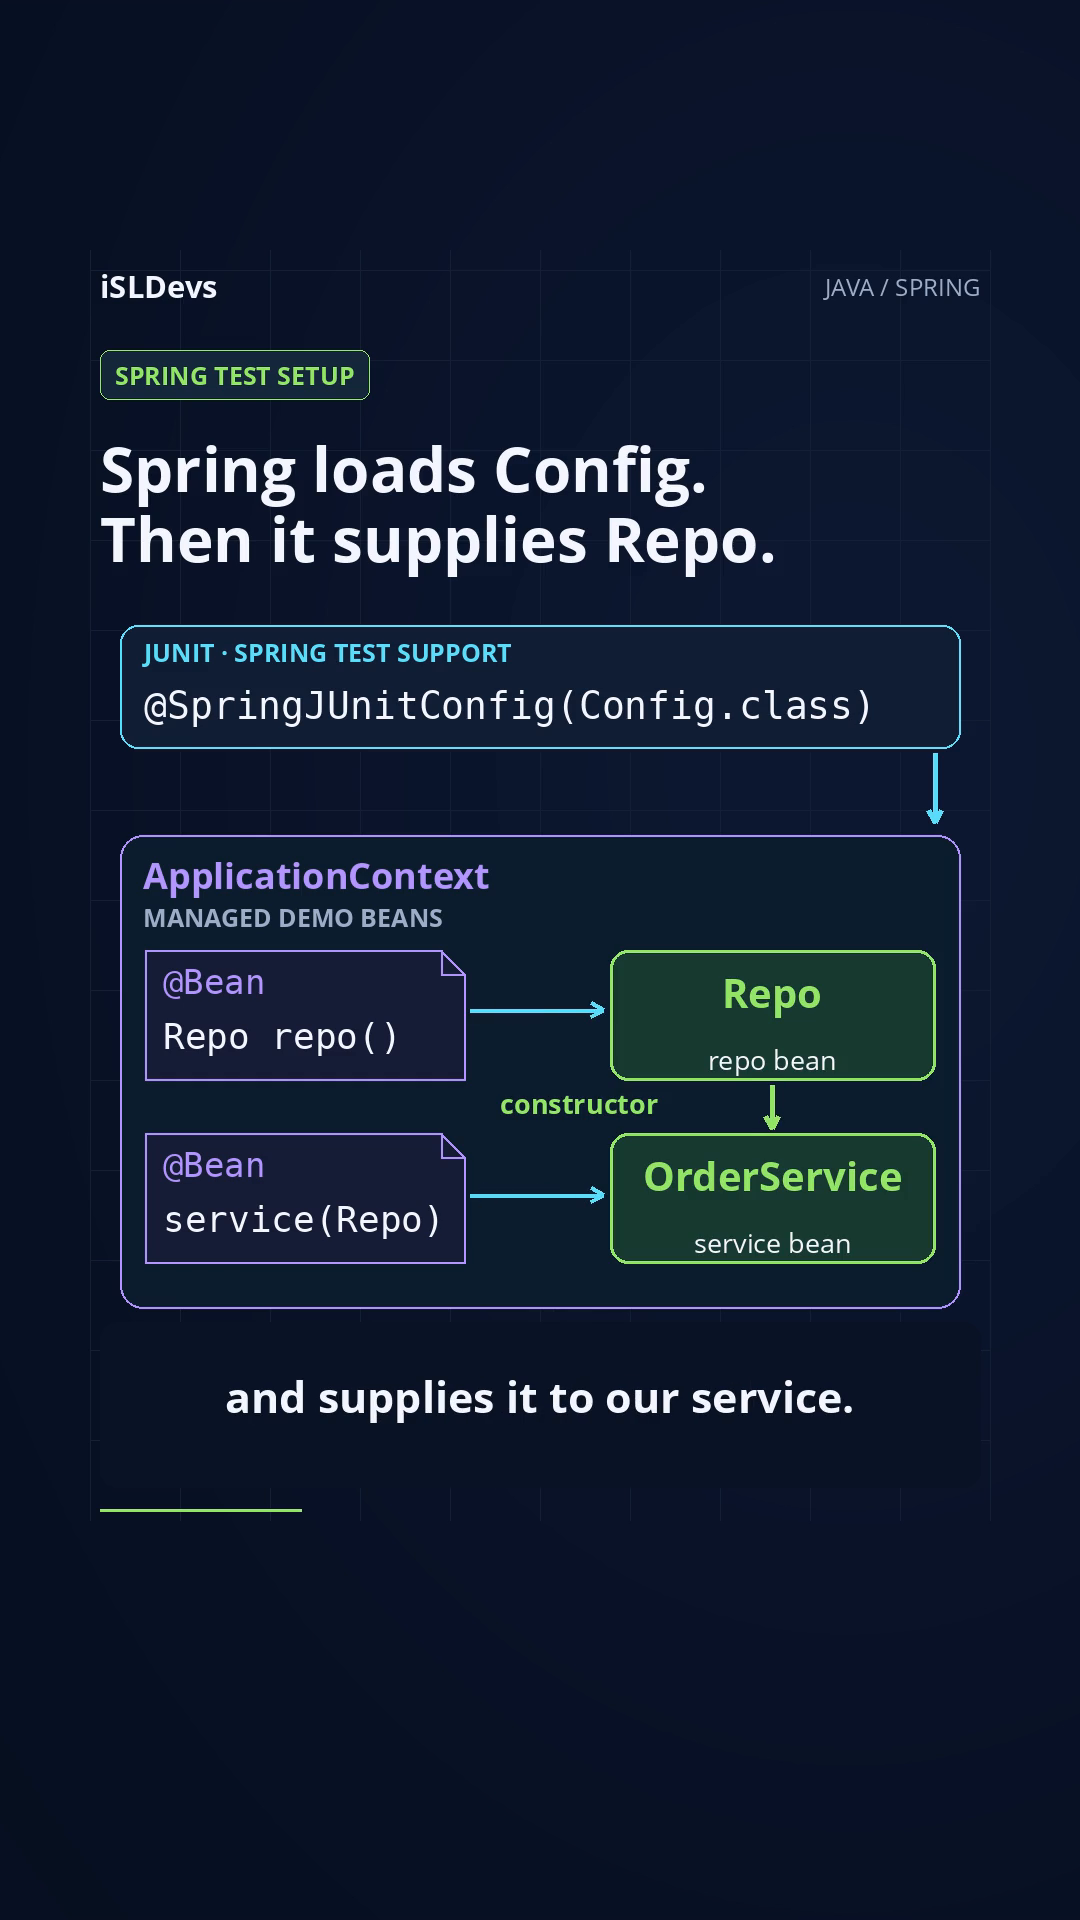 iSLDevs
JAVA / SPRING
SPRING TEST SETUP
Spring loads Config.
Then it supplies Repo.
JUNIT · SPRING TEST SUPPORT
@SpringJUnitConfig(Config.class)
ApplicationContext
MANAGED DEMO BEANS
@Bean
Repo repo()
Repo
repo bean
constructor
@Bean
service(Repo)
OrderService
service bean
and supplies it to our service.